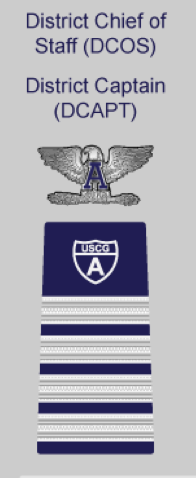 District Chief of
Staff (DCOS)
District Captain
(DCAPT)
A
USCG
A